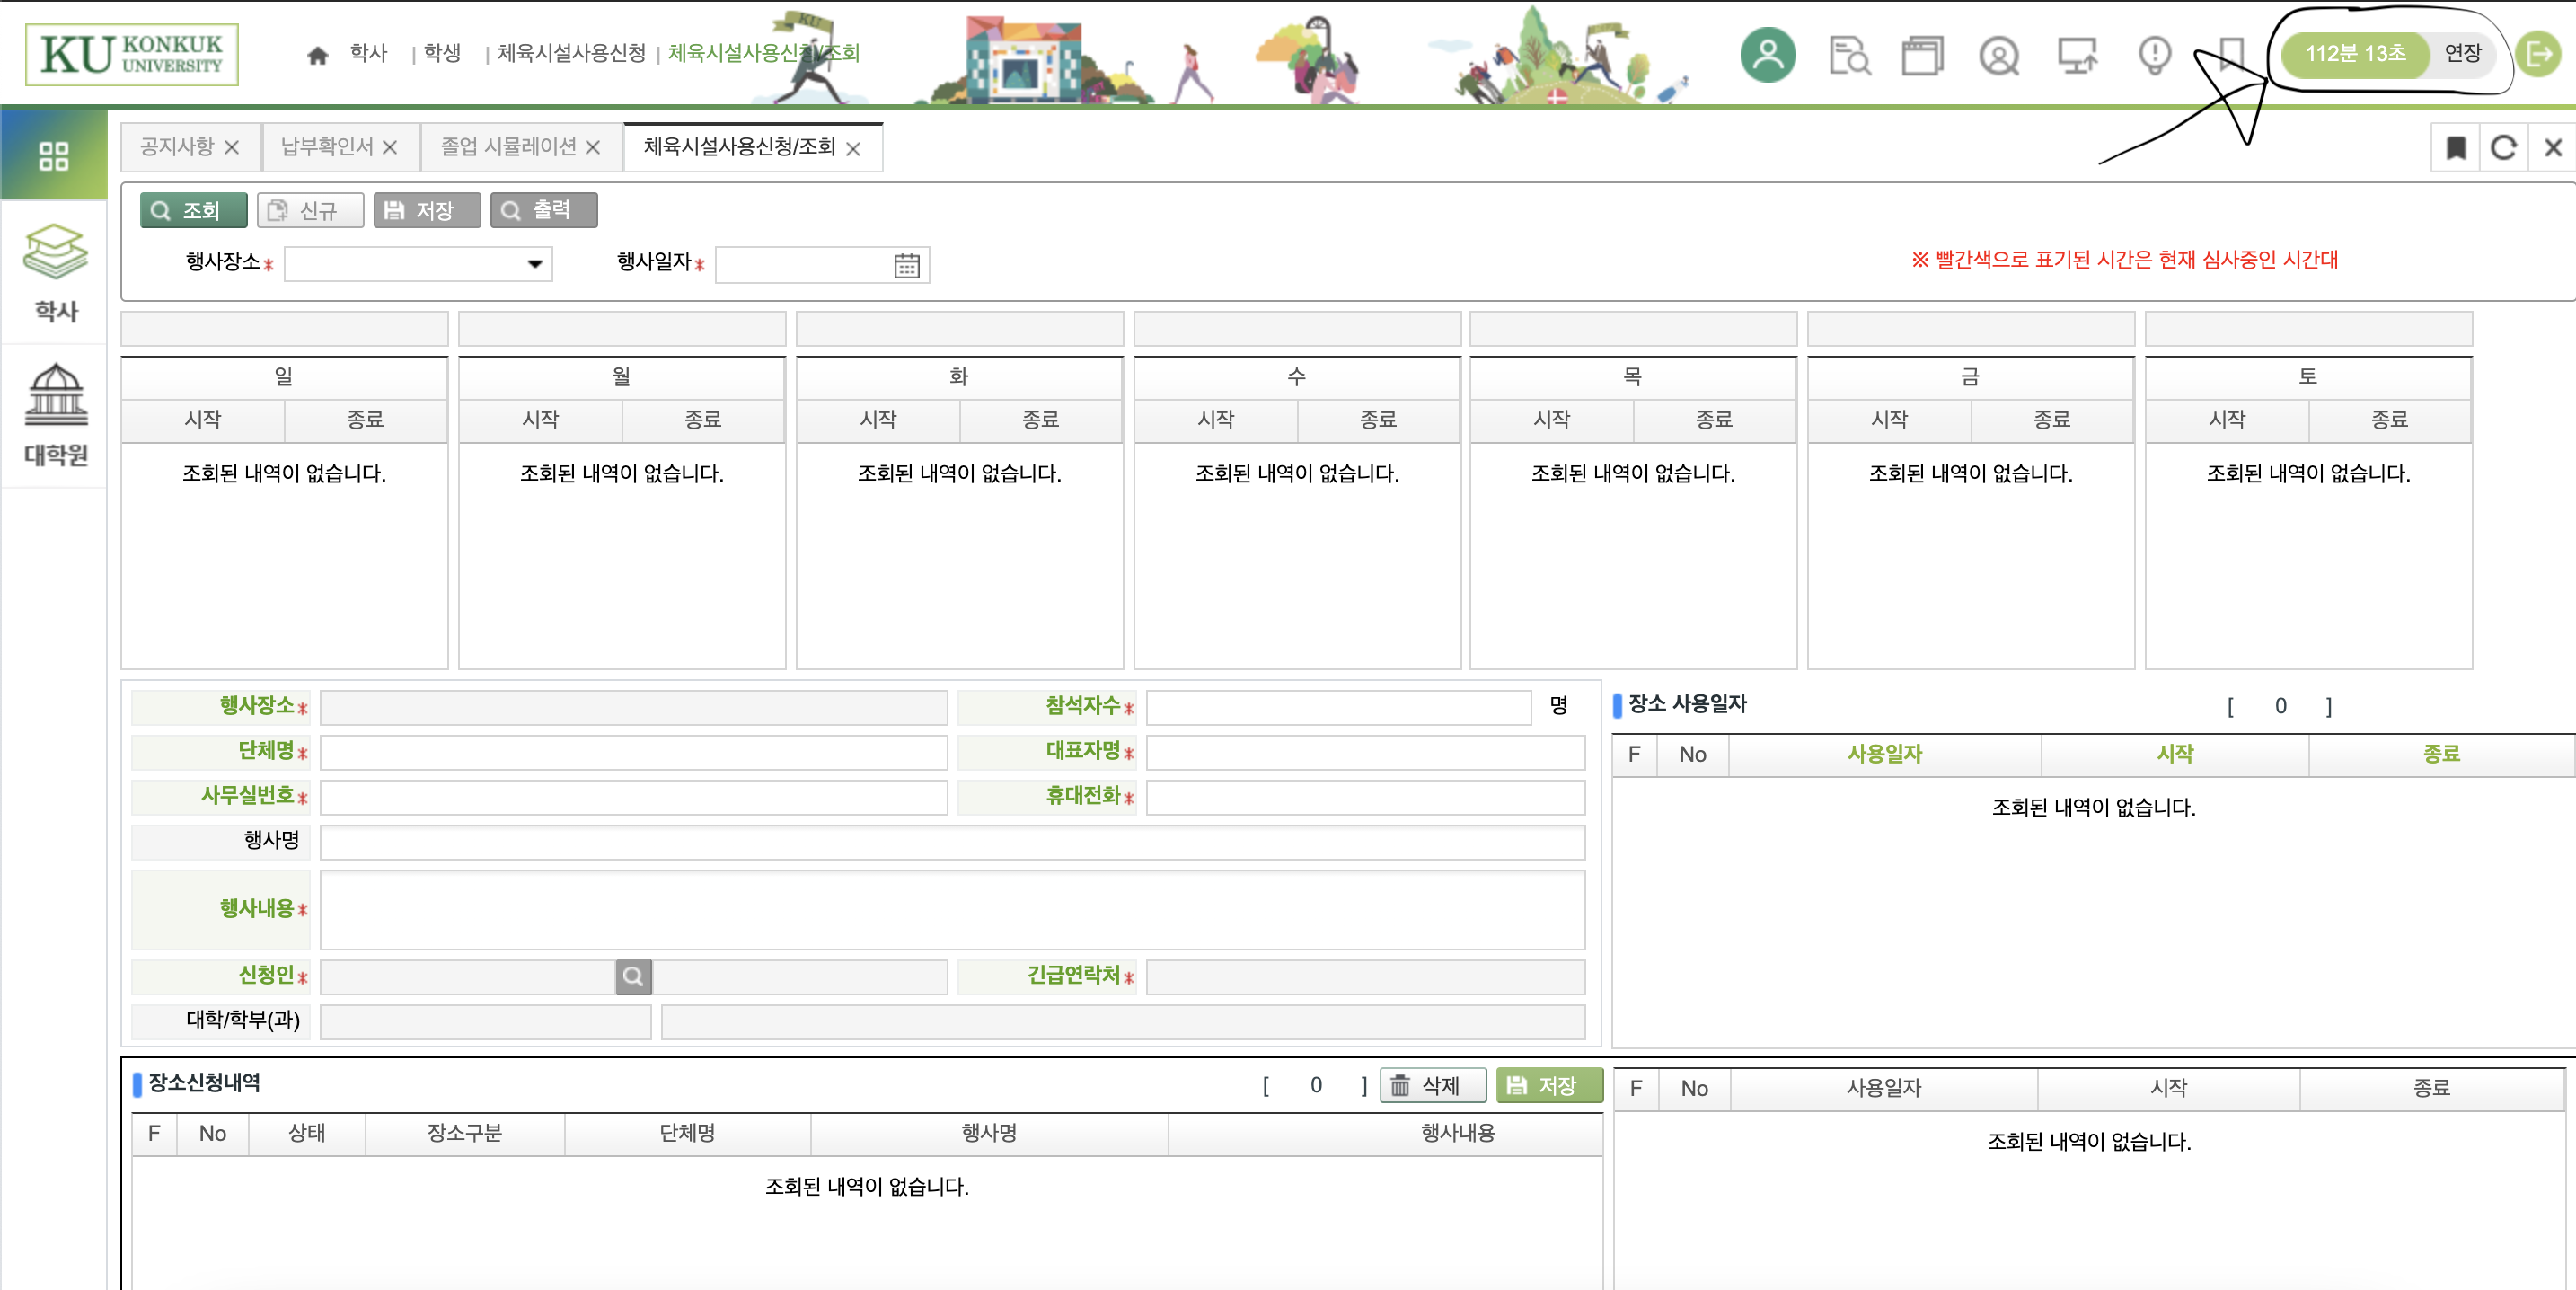 KU KONKUK UNIVERSITY
학사 | 학생 | 체육시설사용신청 | 체육시설사용신청/조회
KU
112분 13초 연장
공지사항 납부확인서 졸업 시뮬레이션 체육시설사용신청/조회
조회 신규 저장 출력
행사장소* 행사일자*
※ 빨간색으로 표기된 시간은 현재 심사중인 시간대
학사
대학원
일 월 화 수 목 금 토
시작 종료 시작 종료 시작 종료 시작 종료 시작 종료 시작 종료 시작 종료
조회된 내역이 없습니다. 조회된 내역이 없습니다. 조회된 내역이 없습니다. 조회된 내역이 없습니다. 조회된 내역이 없습니다. 조회된 내역이 없습니다. 조회된 내역이 없습니다.
행사장소* 참석자수* 명
단체명* 대표자명*
사무실번호* 휴대전화*
행사명
행사내용*
신청인* 긴급연락처*
대학/학부(과)
장소 사용일자 [ 0 ]
F No 사용일자 시작 종료
조회된 내역이 없습니다.
장소신청내역 [ 0 ] 삭제 저장
F No 상태 장소구분 단체명 행사명 행사내용
조회된 내역이 없습니다.
F No 사용일자 시작 종료
조회된 내역이 없습니다.